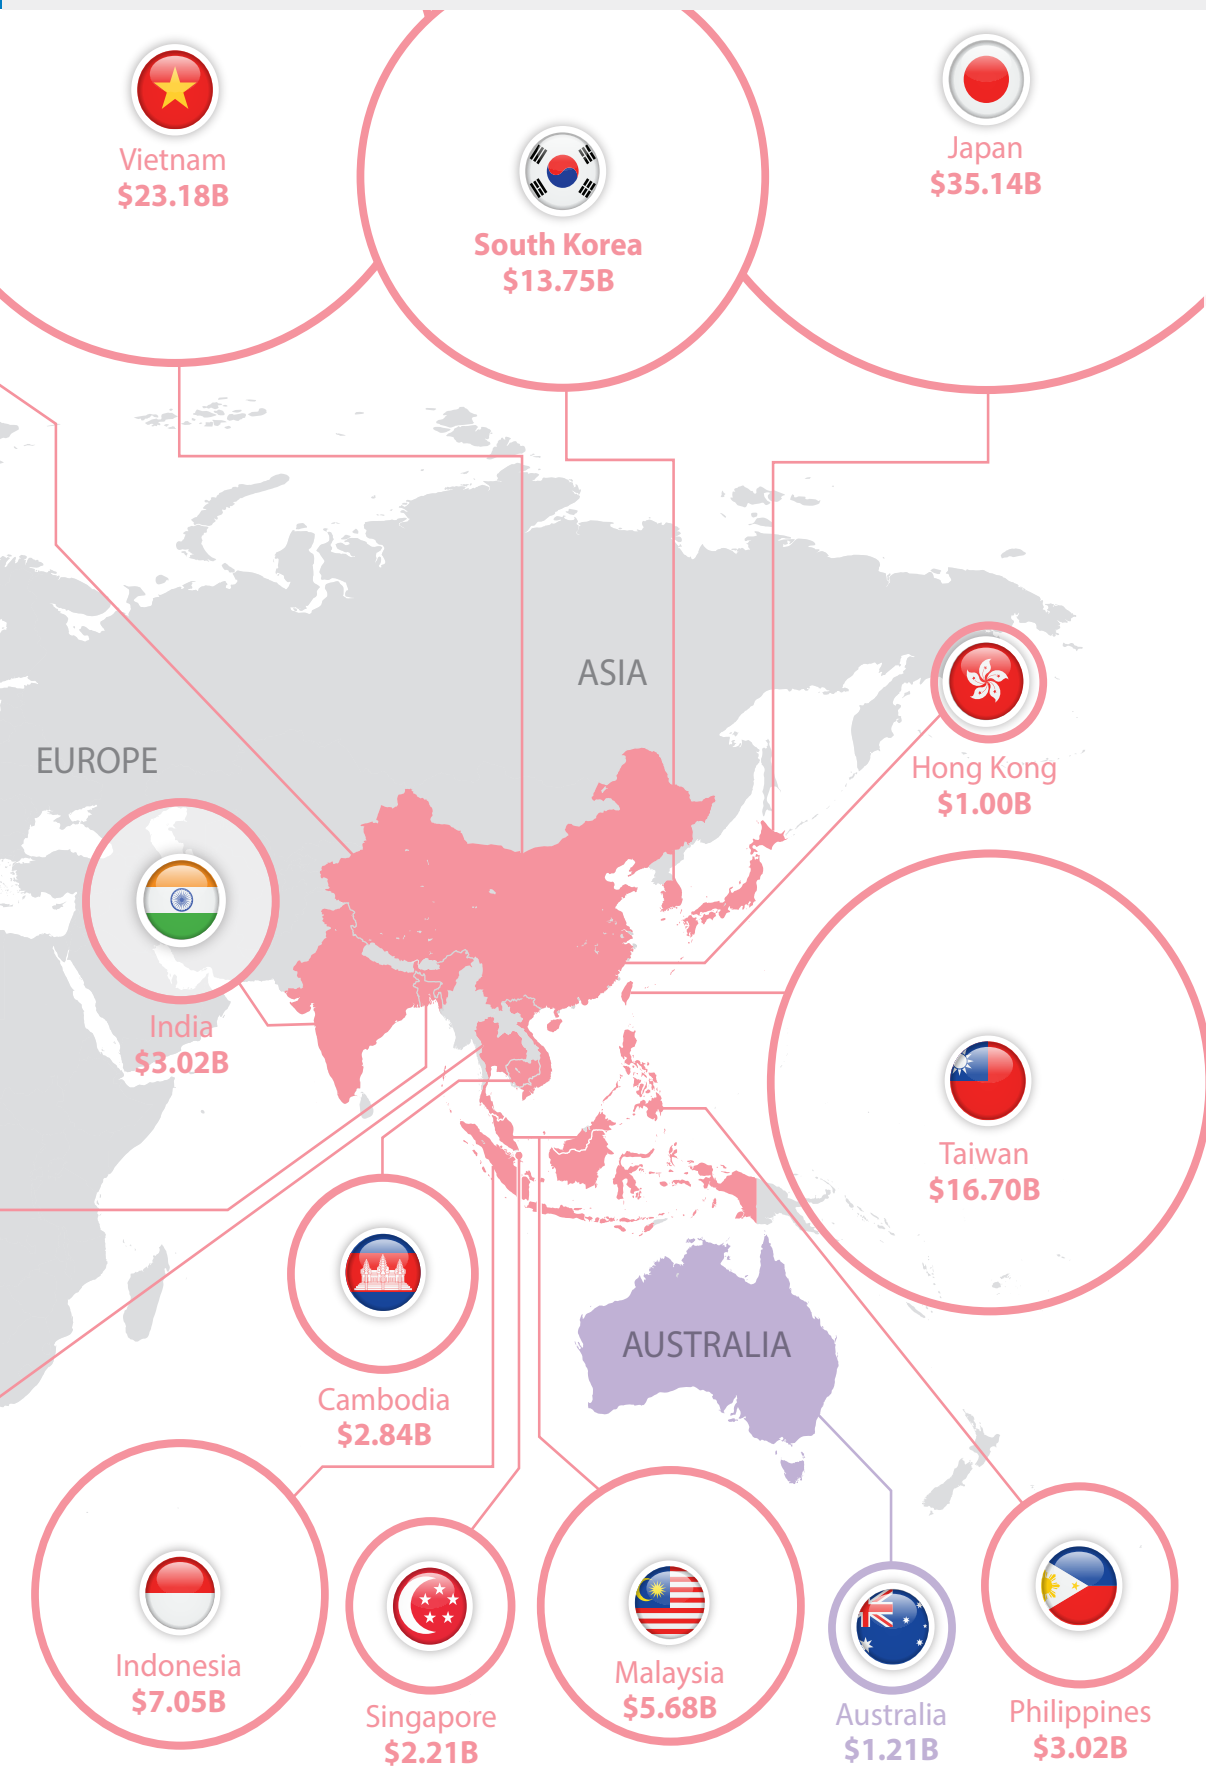 Vietnam
$23.18B
South Korea
$13.75B
Japan
$35.14B
ASIA
EUROPE
Hong Kong
$1.00B
India
$3.02B
Taiwan
$16.70B
Cambodia
$2.84B
AUSTRALIA
Indonesia
$7.05B
Singapore
$2.21B
Malaysia
$5.68B
Australia
$1.21B
Philippines
$3.02B